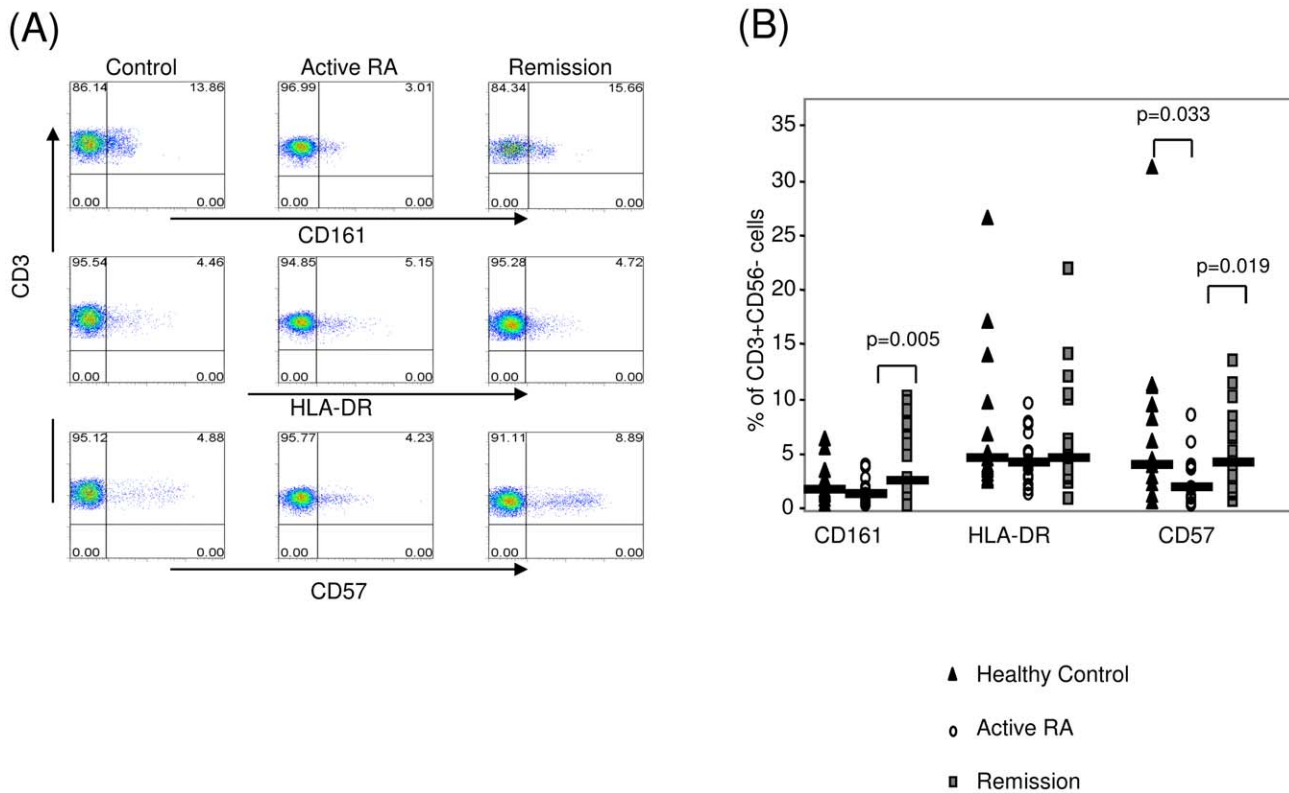 (A)
Control Active RA Remission
86.14 13.86 96.99 3.01 84.34 15.66
0.00 0.00 0.00 0.00 0.00 0.00
CD161
CD3
95.54 4.46 94.85 5.15 95.28 4.72
0.00 0.00 0.00 0.00 0.00 0.00
HLA-DR
95.12 4.88 95.77 4.23 91.11 8.89
0.00 0.00 0.00 0.00 0.00 0.00
CD57
(B)
% of CD3+CD56- cells
35
30
25
20
15
10
5
0
p=0.033
p=0.019
p=0.005
CD161 HLA-DR CD57
Healthy Control
Active RA
Remission